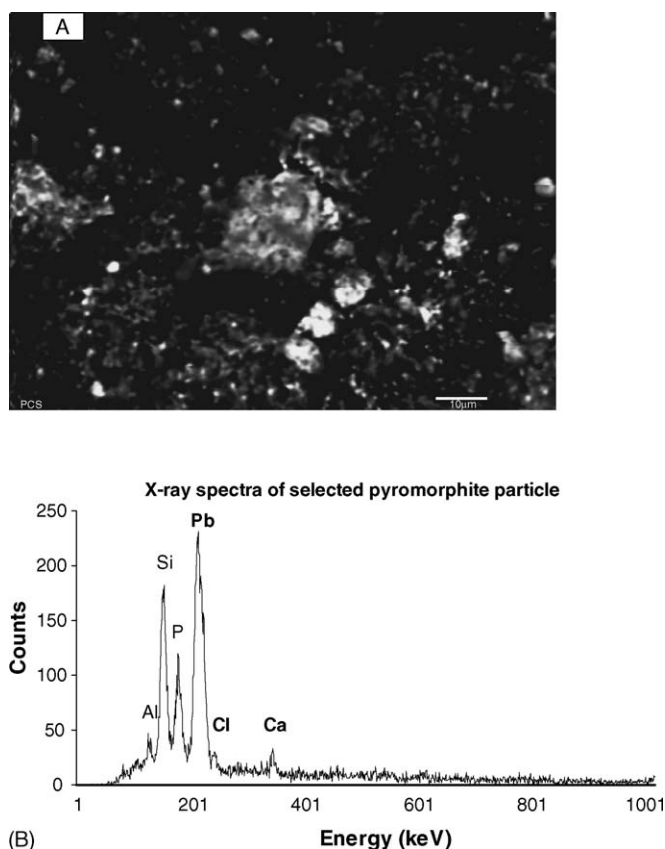 A
PCS
10μm
X-ray spectra of selected pyromorphite particle
250
200
150
100
50
0
Counts
Pb
Si
P
Al
Cl
Ca
1 201 401 601 801 1001
(B) Energy (keV)